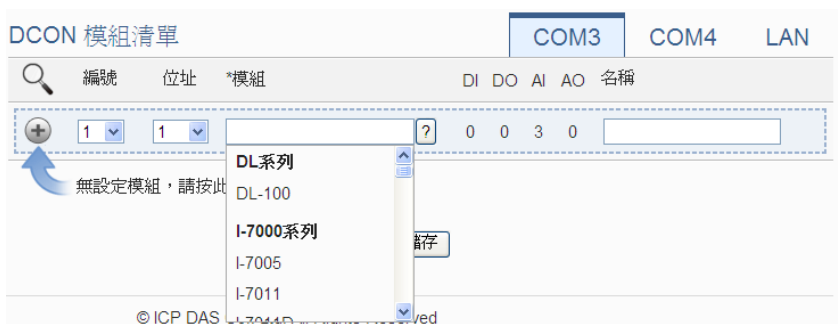 DCON 模組清單 COM3 COM4 LAN
編號 位址 *模組 DI DO AI AO 名稱
1 1 ? 0 0 3 0
DL系列
無設定模組，請按此
DL-100
I-7000系列
儲存
I-7005
I-7011
© ICP DAS